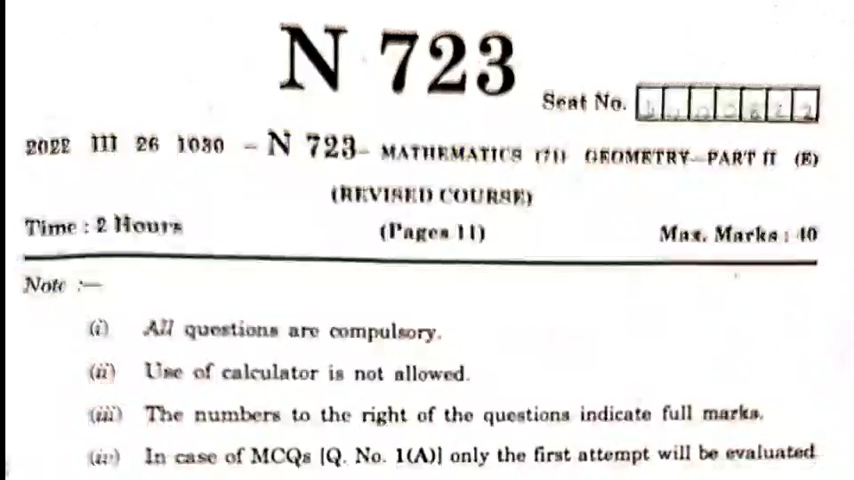 N 723
Seat No.
2022 III 26 1030 – N 723– MATHEMATICS (71) GEOMETRY—PART II (E)
(REVISED COURSE)
Time : 2 Hours (Pages 11) Max. Marks : 40
Note :—
(i) All questions are compulsory.
(ii) Use of calculator is not allowed.
(iii) The numbers to the right of the questions indicate full marks.
(iv) In case of MCQs [Q. No. 1(A)] only the first attempt will be evaluated